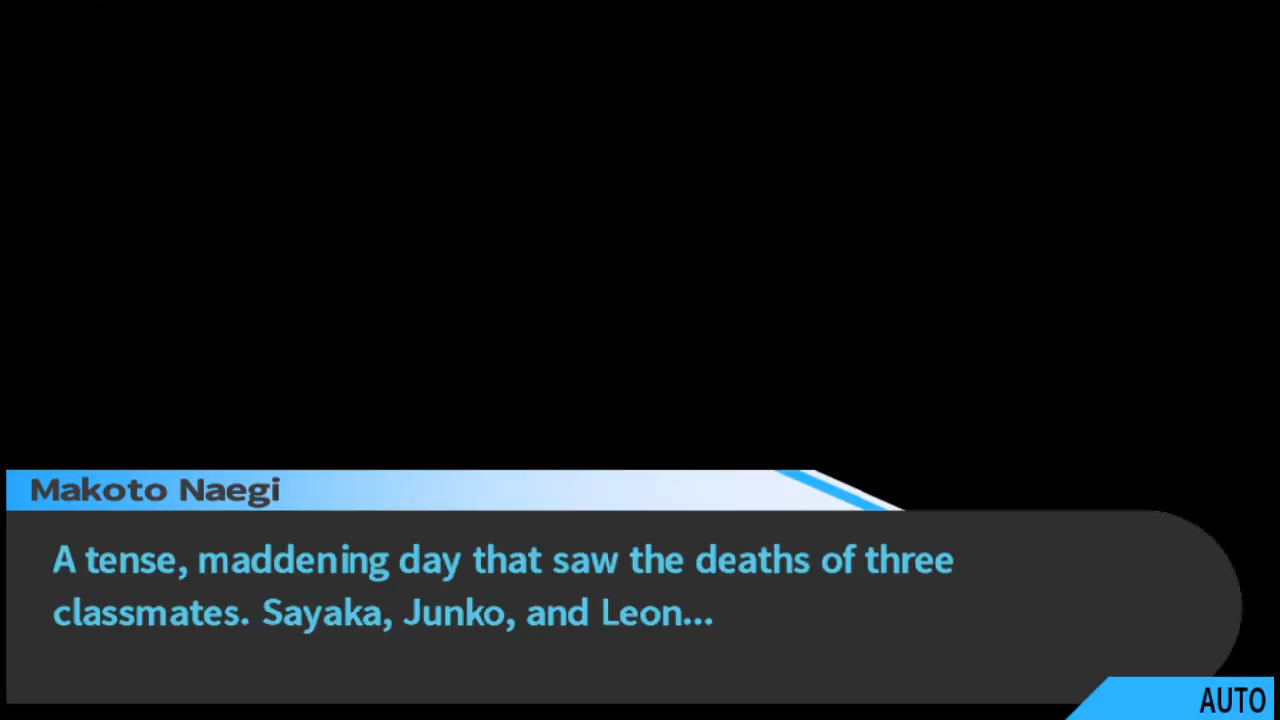 Makoto Naegi
A tense, maddening day that saw the deaths of three
classmates. Sayaka, Junko, and Leon...
AUTO